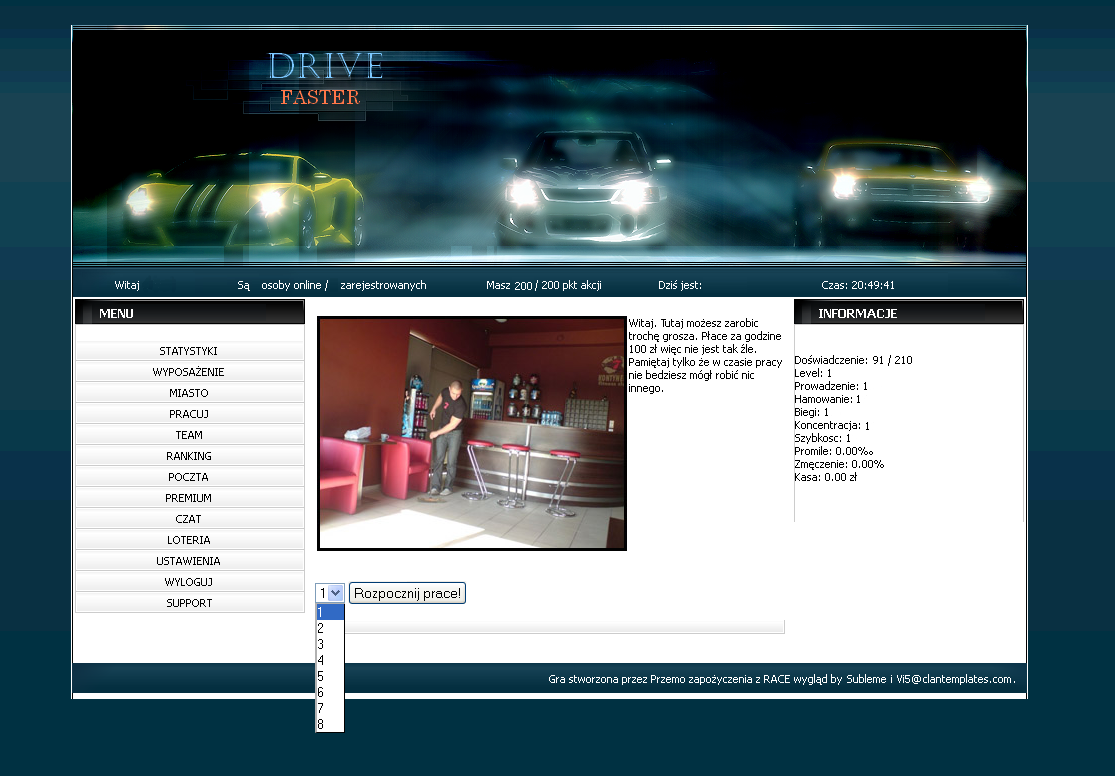 DRIVE
FASTER
Witaj Są osoby online / zarejestrowanych Masz 200 / 200 pkt akcji Dziś jest: Czas: 20:49:41
MENU
STATYSTYKI
WYPOSAŻENIE
MIASTO
PRACUJ
TEAM
RANKING
POCZTA
PREMIUM
CZAT
LOTERIA
USTAWIENIA
WYLOGUJ
SUPPORT
Witaj. Tutaj możesz zarobic
trochę grosza. Płace za godzine
100 zł więc nie jest tak źle.
Pamiętaj tylko że w czasie pracy
nie bedziesz mógł robić nic
innego.
1 Rozpocznij prace!
1
2
3
4
5
6
7
8
INFORMACJE
Doświadczenie: 91 / 210
Level: 1
Prowadzenie: 1
Hamowanie: 1
Biegi: 1
Koncentracja: 1
Szybkosc: 1
Promile: 0.00‰
Zmęczenie: 0.00%
Kasa: 0.00 zł
Gra stworzona przez Przemo zapożyczenia z RACE wygląd by Subleme i Vi5@clantemplates.com.